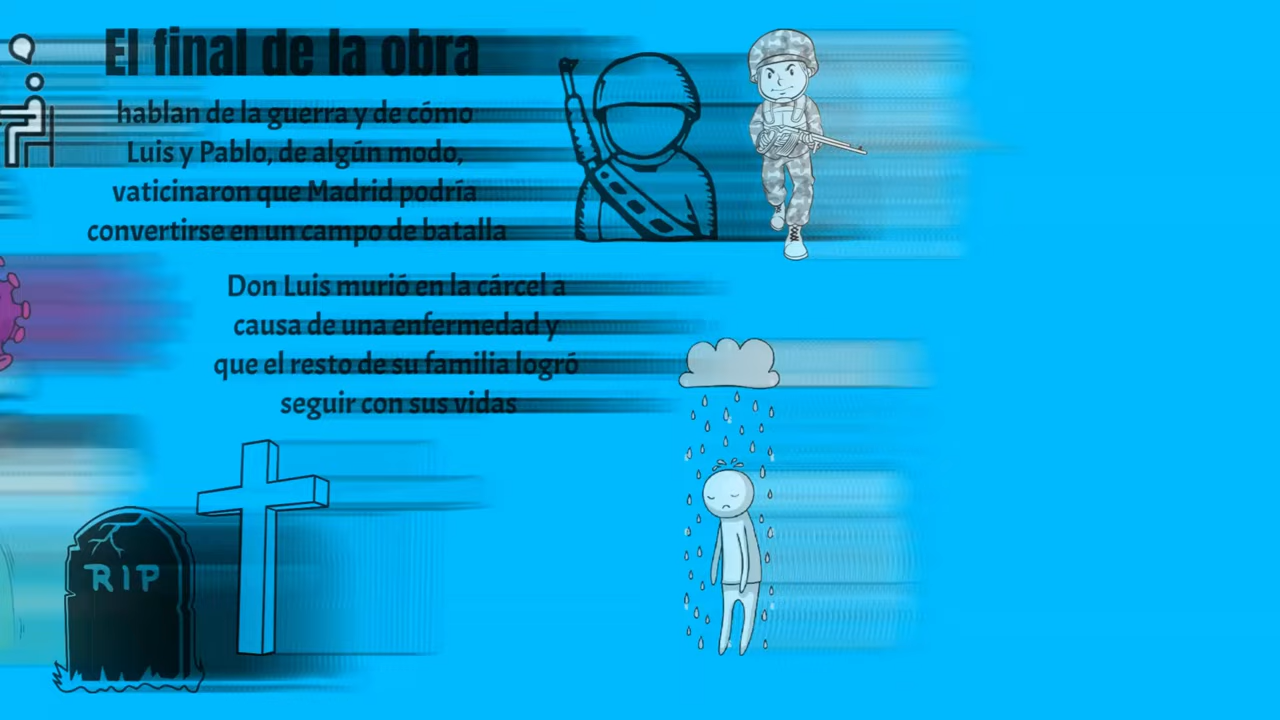 El final de la obra
hablan de la guerra y de cómo
Luis y Pablo, de algún modo,
vaticinaron que Madrid podría
convertirse en un campo de batalla
Don Luis murió en la cárcel a
causa de una enfermedad y
que el resto de su familia logró
seguir con sus vidas
RIP